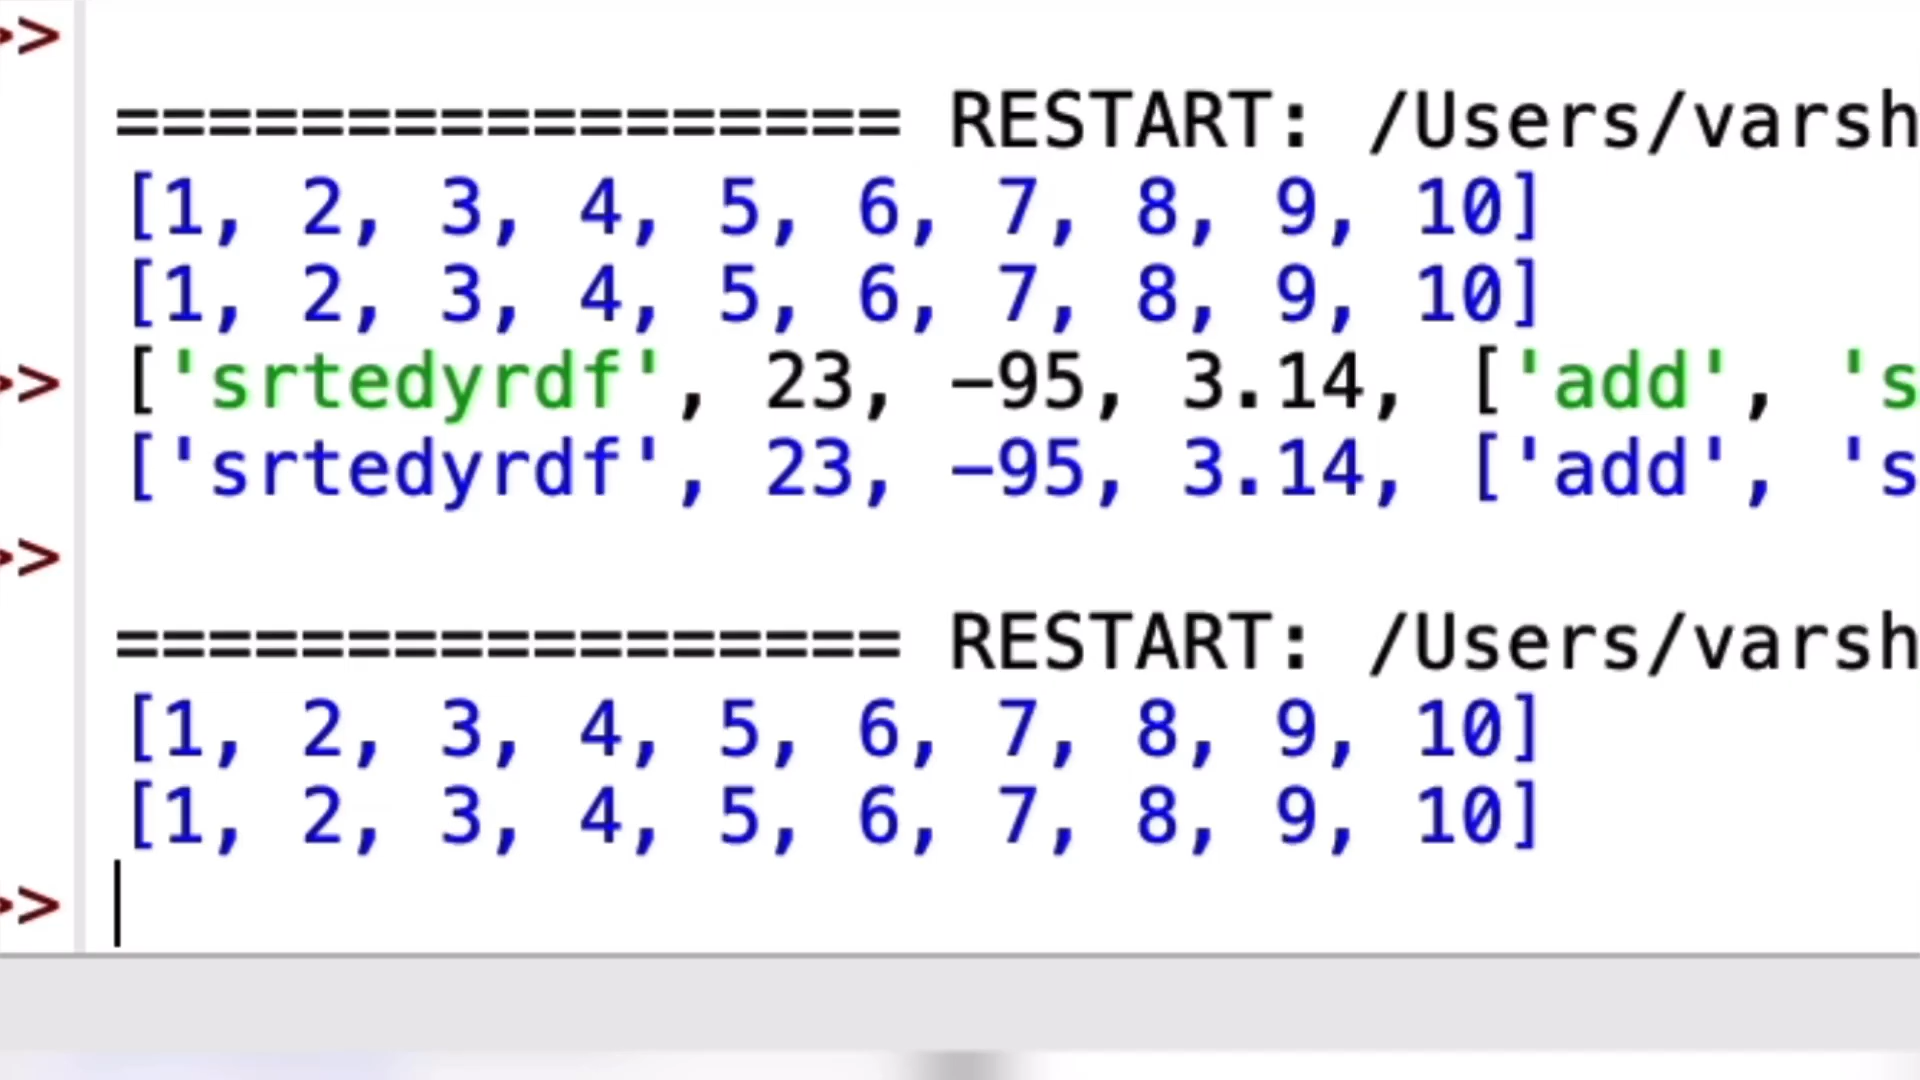 >>
================= RESTART: /Users/varsh
[1, 2, 3, 4, 5, 6, 7, 8, 9, 10]
[1, 2, 3, 4, 5, 6, 7, 8, 9, 10]
>> ['srtedyrdf', 23, -95, 3.14, ['add', 's
['srtedyrdf', 23, -95, 3.14, ['add', 's
>>
================= RESTART: /Users/varsh
[1, 2, 3, 4, 5, 6, 7, 8, 9, 10]
[1, 2, 3, 4, 5, 6, 7, 8, 9, 10]
>>